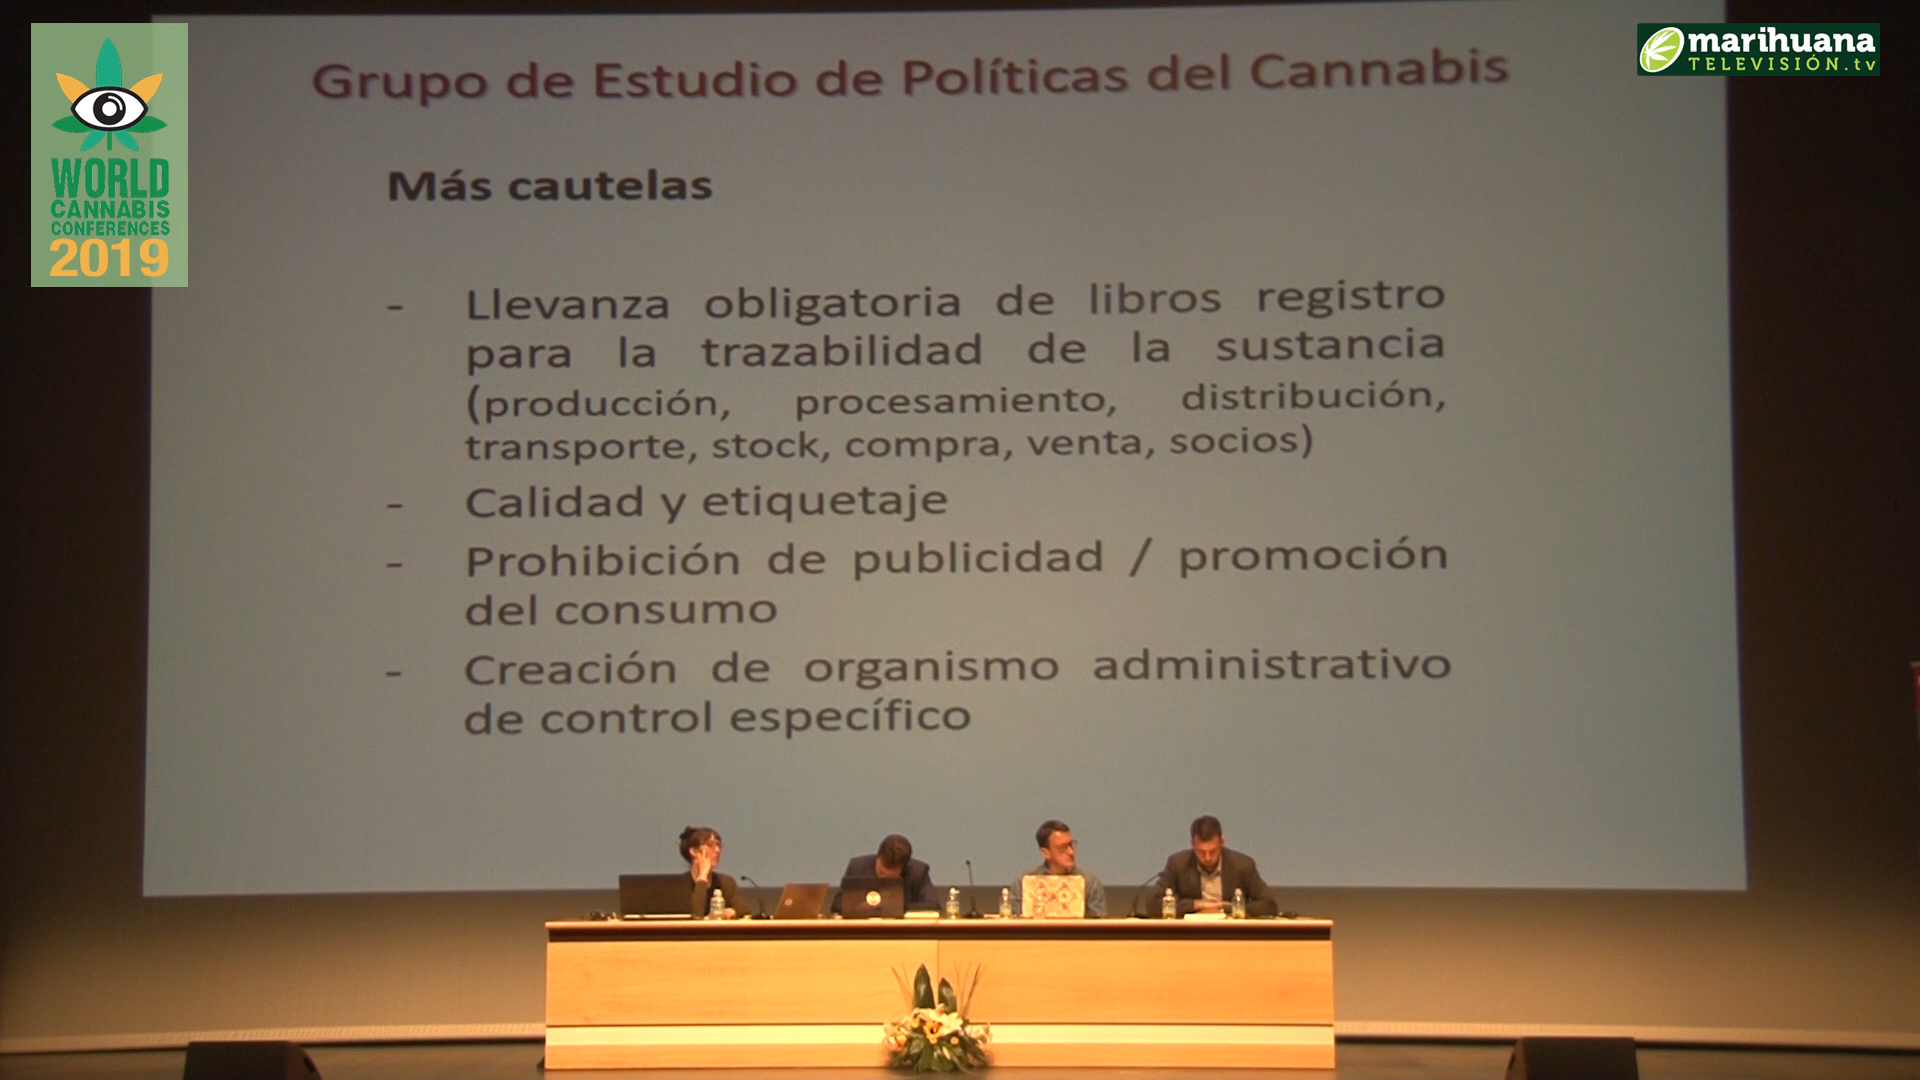 WORLD
CANNABIS
CONFERENCES
2019
marihuana
TELEVISIÓN.tv
Grupo de Estudio de Políticas del Cannabis
Más cautelas
- Llevanza obligatoria de libros registro
para la trazabilidad de la sustancia
(producción, procesamiento, distribución,
transporte, stock, compra, venta, socios)
- Calidad y etiquetaje
- Prohibición de publicidad / promoción
del consumo
- Creación de organismo administrativo
de control específico